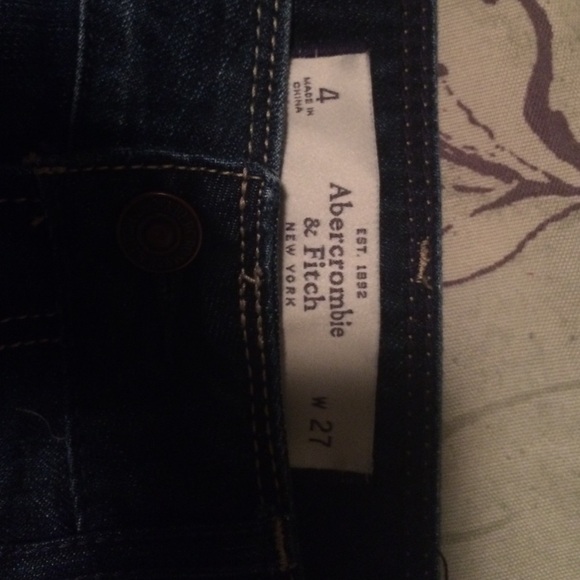 4
MADE IN
CHINA
EST. 1892
Abercrombie
& Fitch
NEW YORK
W 27